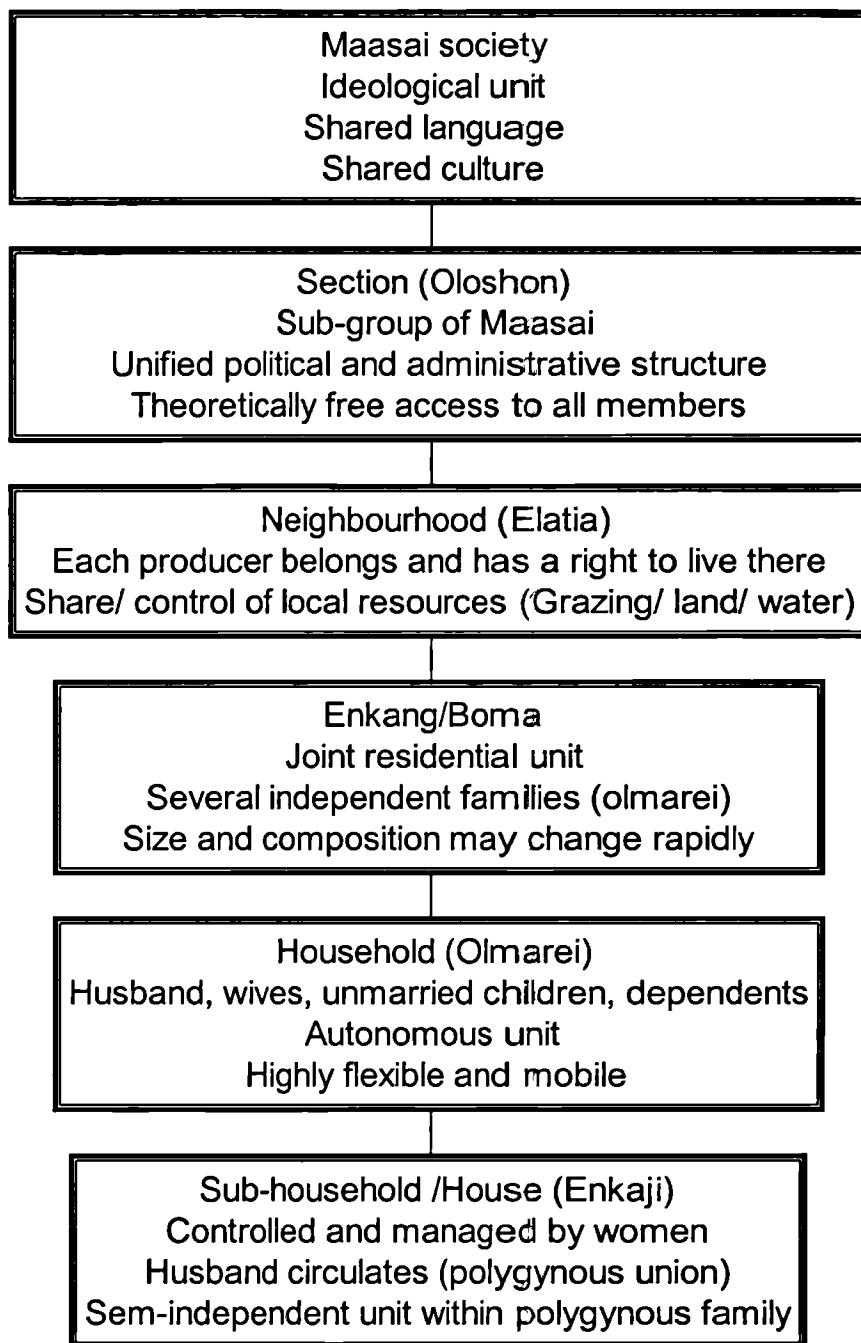 Maasai society
Ideological unit
Shared language
Shared culture
Section (Oloshon)
Sub-group of Maasai
Unified political and administrative structure
Theoretically free access to all members
Neighbourhood (Elatia)
Each producer belongs and has a right to live there
Share/ control of local resources (Grazing/ land/ water)
Enkang/Boma
Joint residential unit
Several independent families (olmarei)
Size and composition may change rapidly
Household (Olmarei)
Husband, wives, unmarried children, dependents
Autonomous unit
Highly flexible and mobile
Sub-household /House (Enkaji)
Controlled and managed by women
Husband circulates (polygynous union)
Sem-independent unit within polygynous family